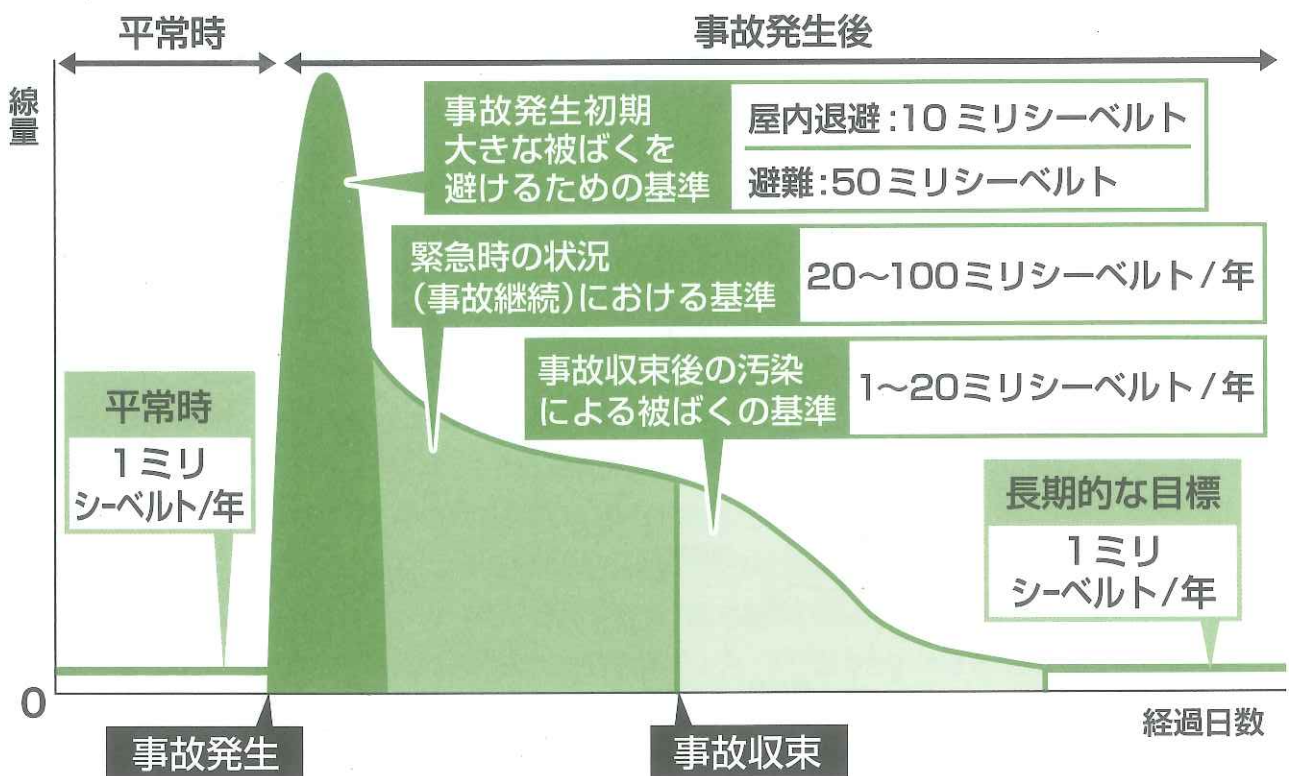 平常時
事故発生後
線量
事故発生初期
大きな被ばくを
避けるための基準
屋内退避:10ミリシーベルト
避難:50ミリシーベルト
緊急時の状況
(事故継続)における基準
20〜100ミリシーベルト/年
事故収束後の汚染
による被ばくの基準
1〜20ミリシーベルト/年
平常時
1ミリ
シーベルト/年
長期的な目標
1ミリ
シーベルト/年
0
経過日数
事故発生
事故収束